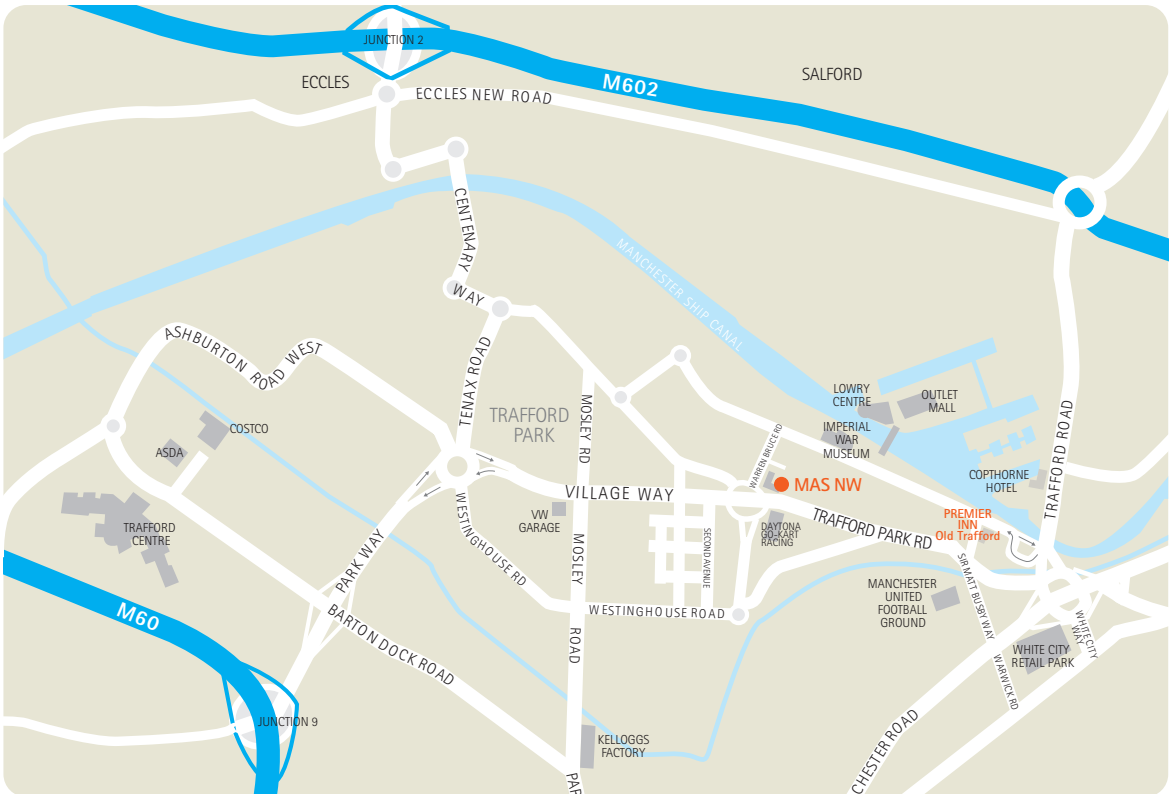 JUNCTION 2
ECCLES
SALFORD
M602
ECCLES NEW ROAD
CENTENARY
WAY
MANCHESTER SHIP CANAL
ASHBURTON ROAD WEST
TENAX ROAD
TRAFFORD
PARK
MOSLEY RD
LOWRY
CENTRE
OUTLET
MALL
COSTCO
ASDA
IMPERIAL
WAR
MUSEUM
WARREN BRUCE RD
TRAFFORD ROAD
COPTHORNE
HOTEL
MAS NW
VILLAGE WAY
TRAFFORD
CENTRE
VW
GARAGE
WESTINGHOUSE RD
SECOND AVENUE
DAYTONA
GO-KART
RACING
TRAFFORD PARK RD
PREMIER
INN
Old Trafford
PARK WAY
MOSLEY
ROAD
SIR MATT BUSBY WAY
MANCHESTER
UNITED
FOOTBALL
GROUND
WESTINGHOUSE ROAD
M60
BARTON DOCK ROAD
WHITE CITY
WAY
WHITE CITY
RETAIL PARK
WARWICK RD
JUNCTION 9
KELLOGGS
FACTORY
CHESTER ROAD
PAR